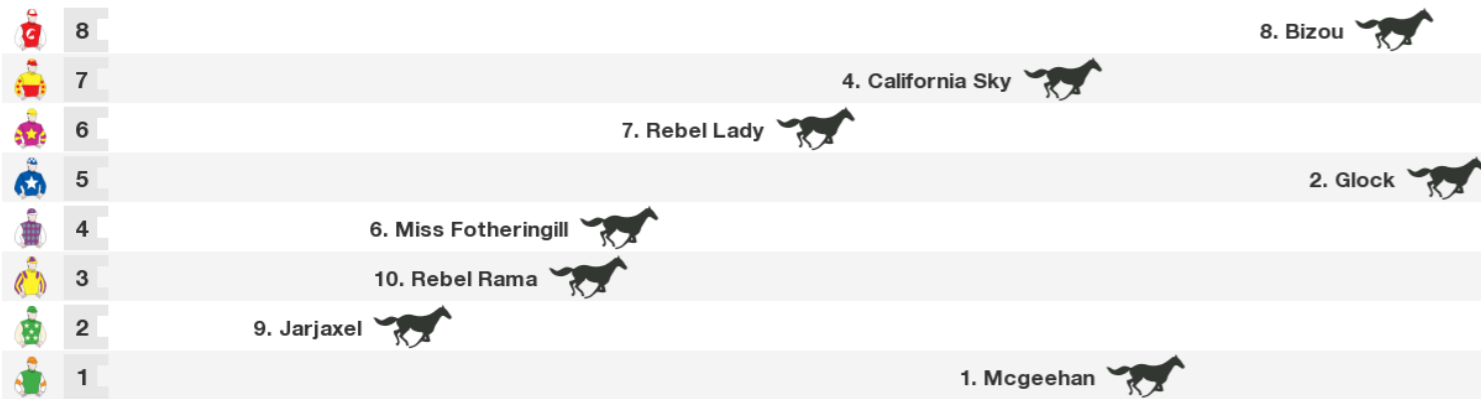 8 8. Bizou
7 4. California Sky
6 7. Rebel Lady
5 2. Glock
4 6. Miss Fotheringill
3 10. Rebel Rama
2 9. Jarjaxel
1 1. Mcgeehan